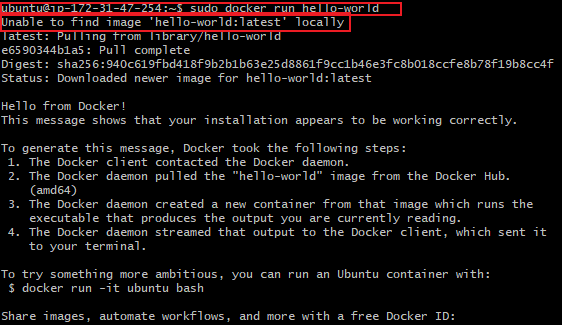 ubuntu@ip-172-31-47-254:~$ sudo docker run hello-world
Unable to find image 'hello-world:latest' locally
latest: Pulling from library/hello-world
e6590344b1a5: Pull complete
Digest: sha256:940c619fbd418f9b2b1b63e25d8861f9cc1b46e3fc8b018ccfe8b78f19b8cc4f
Status: Downloaded newer image for hello-world:latest
Hello from Docker!
This message shows that your installation appears to be working correctly.
To generate this message, Docker took the following steps:
1. The Docker client contacted the Docker daemon.
2. The Docker daemon pulled the "hello-world" image from the Docker Hub.
(amd64)
3. The Docker daemon created a new container from that image which runs the
executable that produces the output you are currently reading.
4. The Docker daemon streamed that output to the Docker client, which sent it
to your terminal.
To try something more ambitious, you can run an Ubuntu container with:
$ docker run -it ubuntu bash
Share images, automate workflows, and more with a free Docker ID: